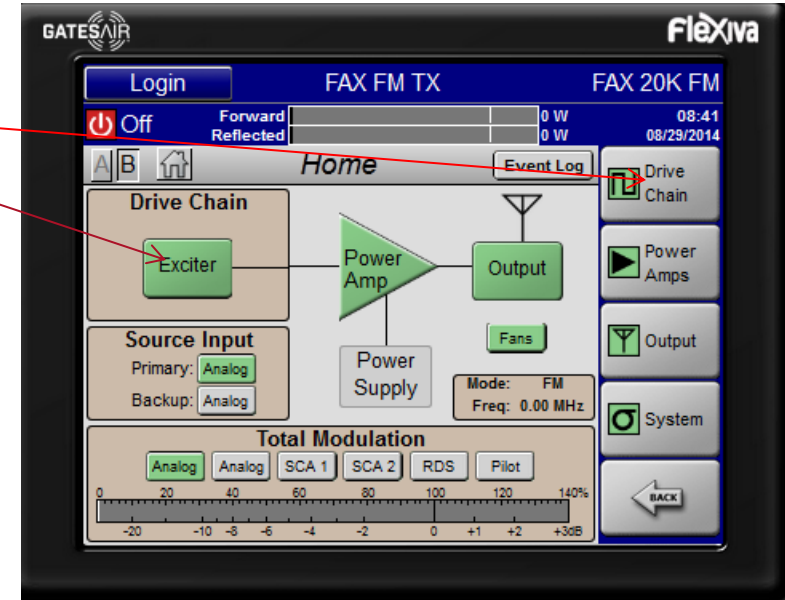 GATESAIR
Flexiva
Login FAX FM TX FAX 20K FM
Off Forward 0 W 08:41
Reflected 0 W 08/29/2014
A B Home Event Log
Drive Chain
Exciter
Power Amp
Output
Fans
Source Input
Primary: Analog
Backup: Analog
Power Supply
Mode: FM
Freq: 0.00 MHz
Total Modulation
Analog Analog SCA 1 SCA 2 RDS Pilot
0 20 40 60 80 100 120 140%
-20 -10 -8 -6 -4 -2 0 +1 +2 +3dB
Drive
Chain
Power
Amps
Output
System
BACK